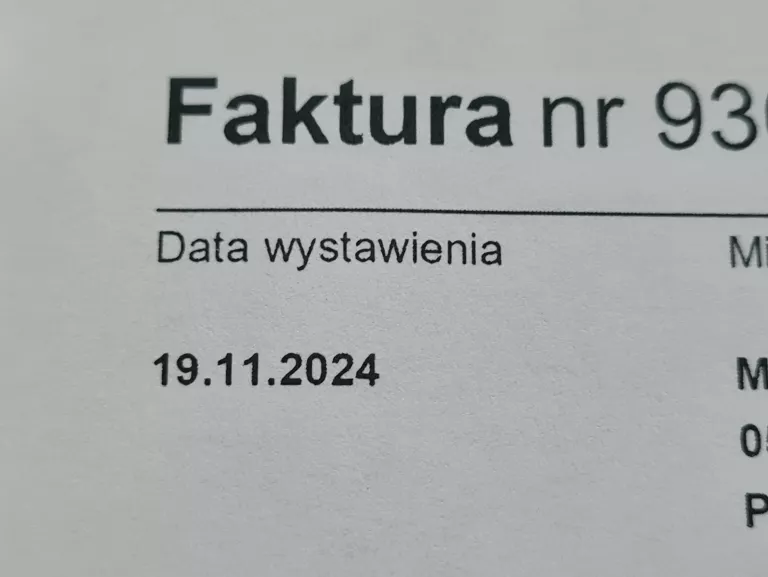 Faktura nr 93
Data wystawienia
19.11.2024